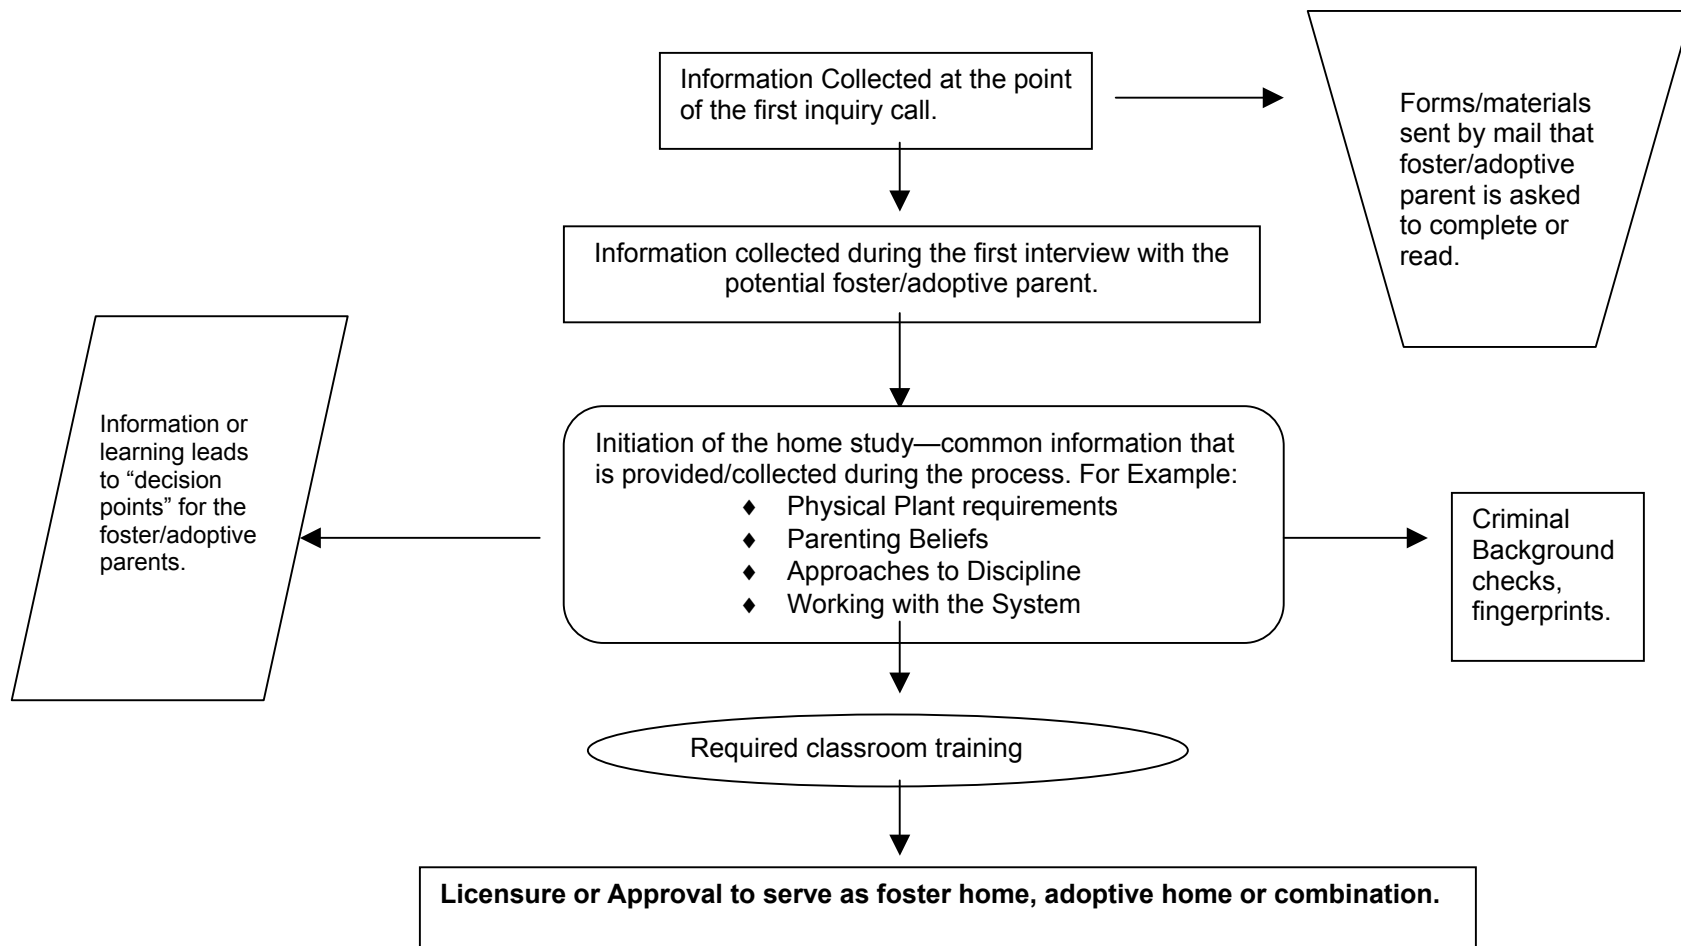 Information Collected at the point
of the first inquiry call.
Forms/materials
sent by mail that
foster/adoptive
parent is asked
to complete or
read.
Information collected during the first interview with the
potential foster/adoptive parent.
Information or
learning leads
to “decision
points” for the
foster/adoptive
parents.
Initiation of the home study—common information that
is provided/collected during the process. For Example:
♦ Physical Plant requirements
♦ Parenting Beliefs
♦ Approaches to Discipline
♦ Working with the System
Criminal
Background
checks,
fingerprints.
Required classroom training
Licensure or Approval to serve as foster home, adoptive home or combination.